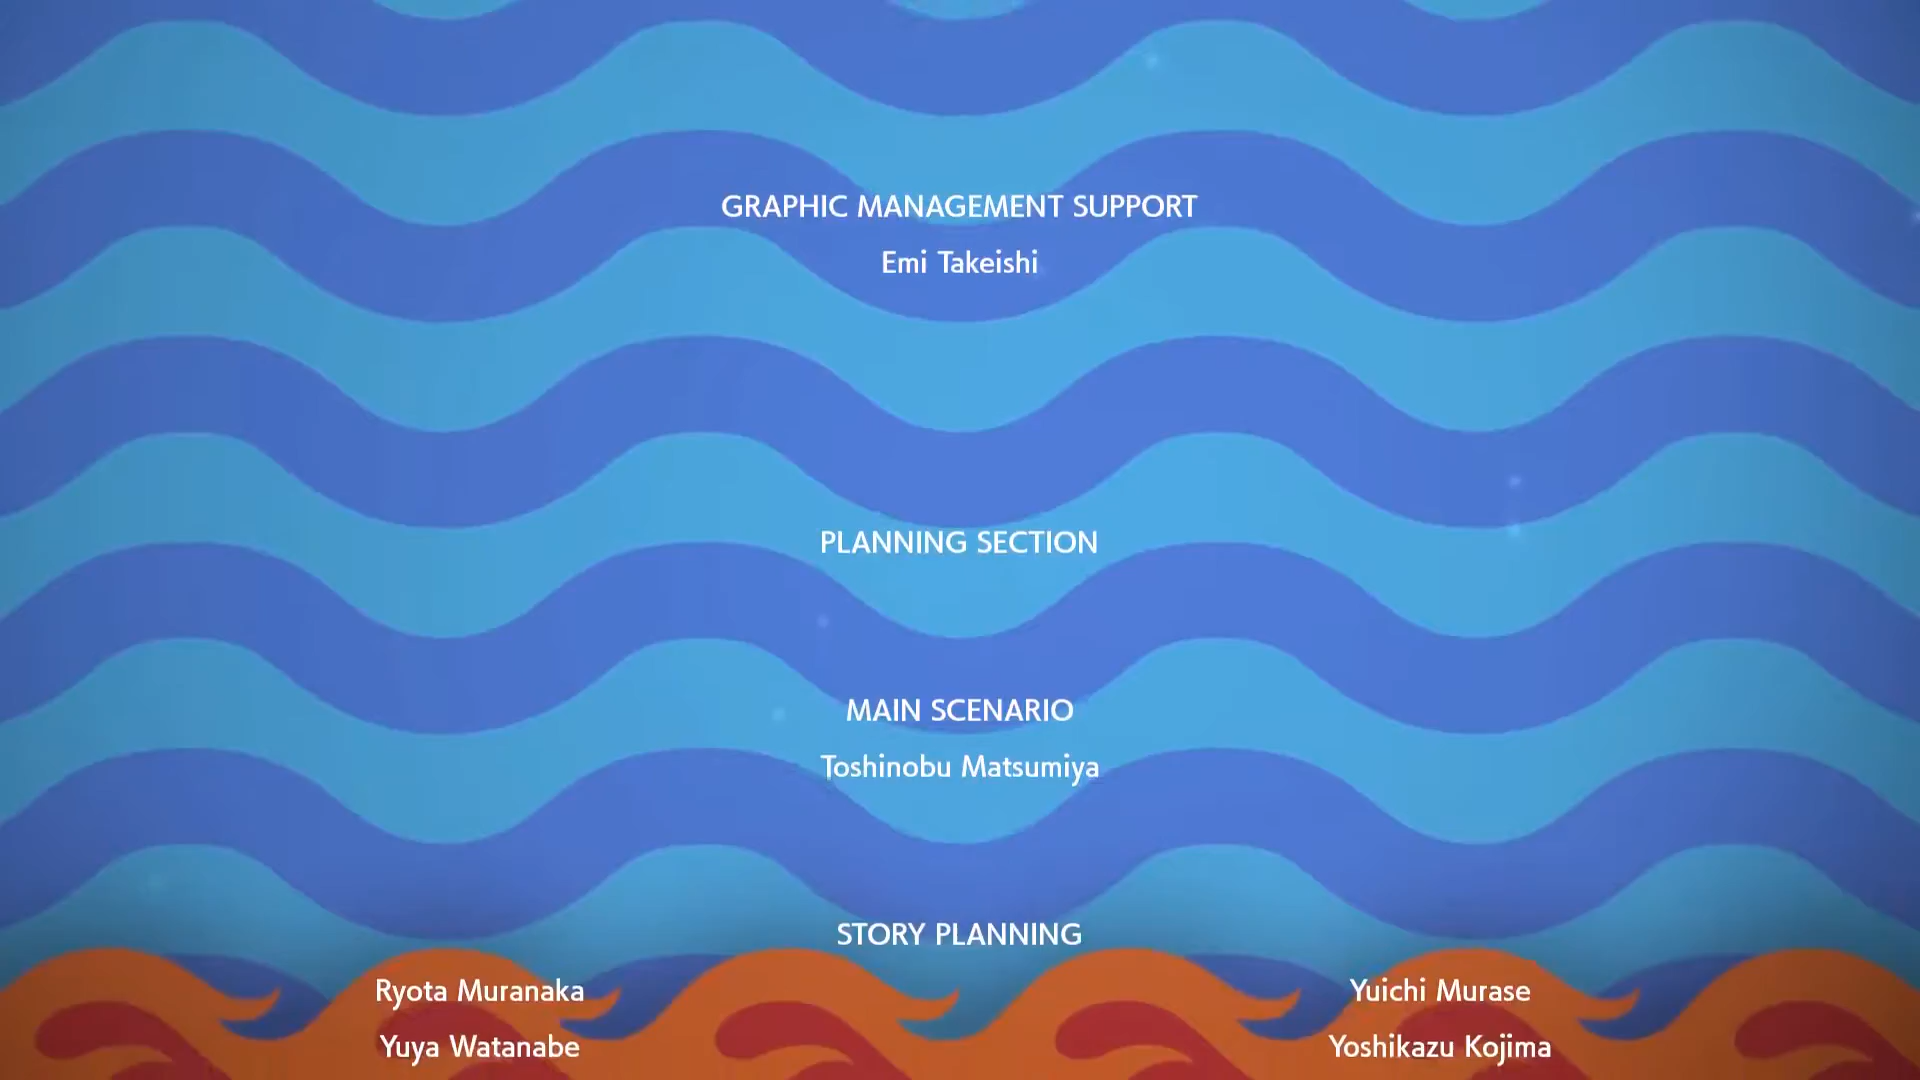 GRAPHIC MANAGEMENT SUPPORT
Emi Takeishi
PLANNING SECTION
MAIN SCENARIO
Toshinobu Matsumiya
STORY PLANNING
Ryota Muranaka Yuichi Murase
Yuya Watanabe Yoshikazu Kojima